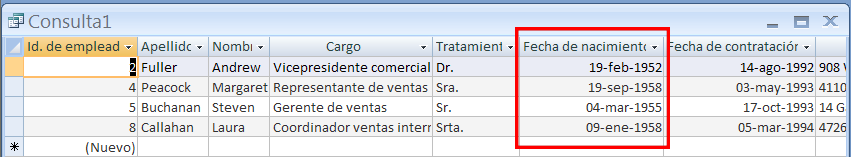 Consulta1
Id. de emplead Apellido Nombr Cargo Tratamient Fecha de nacimiento Fecha de contratación
2 Fuller Andrew Vicepresidente comercial Dr. 19-feb-1952 14-ago-1992 908
4 Peacock Margaret Representante de ventas Sra. 19-sep-1958 03-may-1993 4110
5 Buchanan Steven Gerente de ventas Sr. 04-mar-1955 17-oct-1993 14 G
8 Callahan Laura Coordinador ventas interr Srta. 09-ene-1958 05-mar-1994 4726
* (Nuevo)